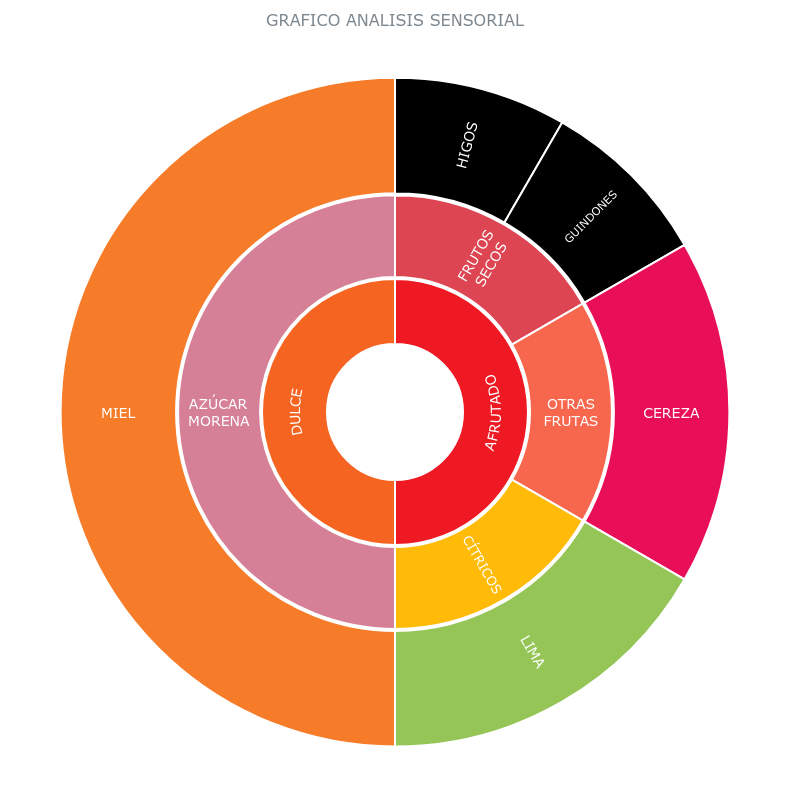 GRAFICO ANALISIS SENSORIAL
HIGOS
GUINDONES
FRUTOS
SECOS
DULCE
AFRUTADO
AZÚCAR
MORENA
MIEL
OTRAS
FRUTAS
CEREZA
CÍTRICOS
LIMA